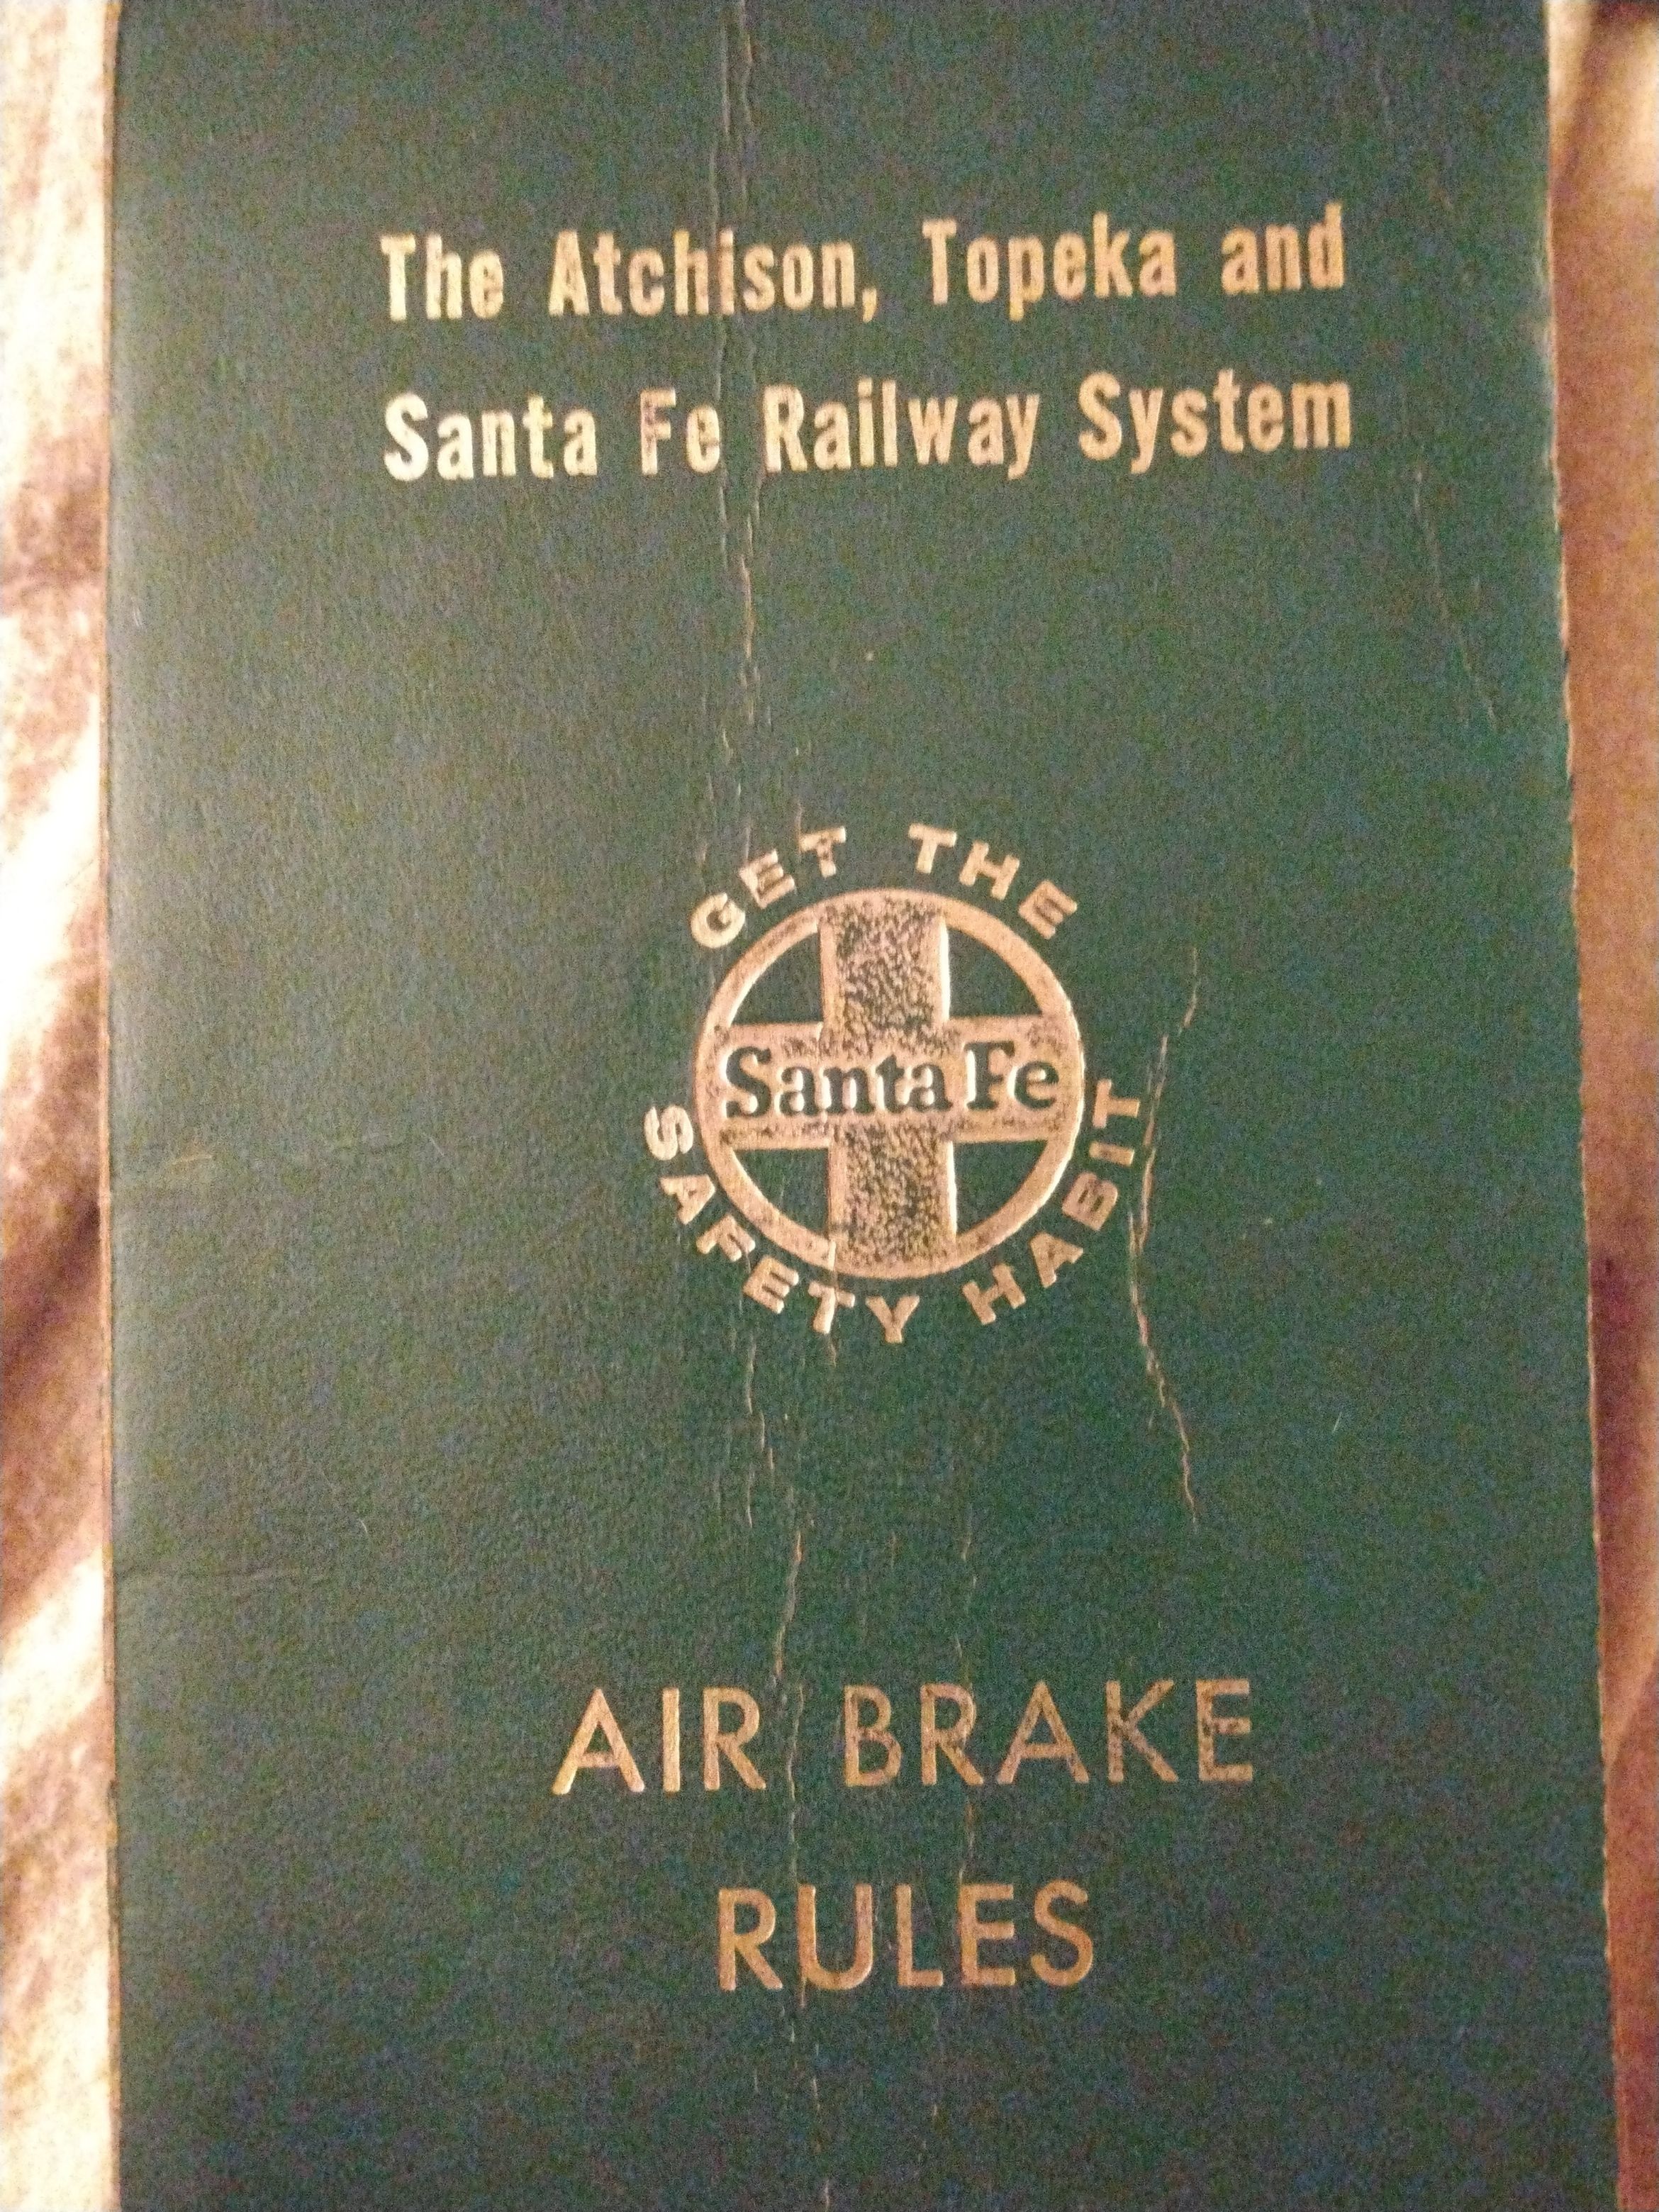 The Atchison, Topeka and
Santa Fe Railway System
GET THE
Santa Fe
SAFETY HABIT
AIR BRAKE
RULES